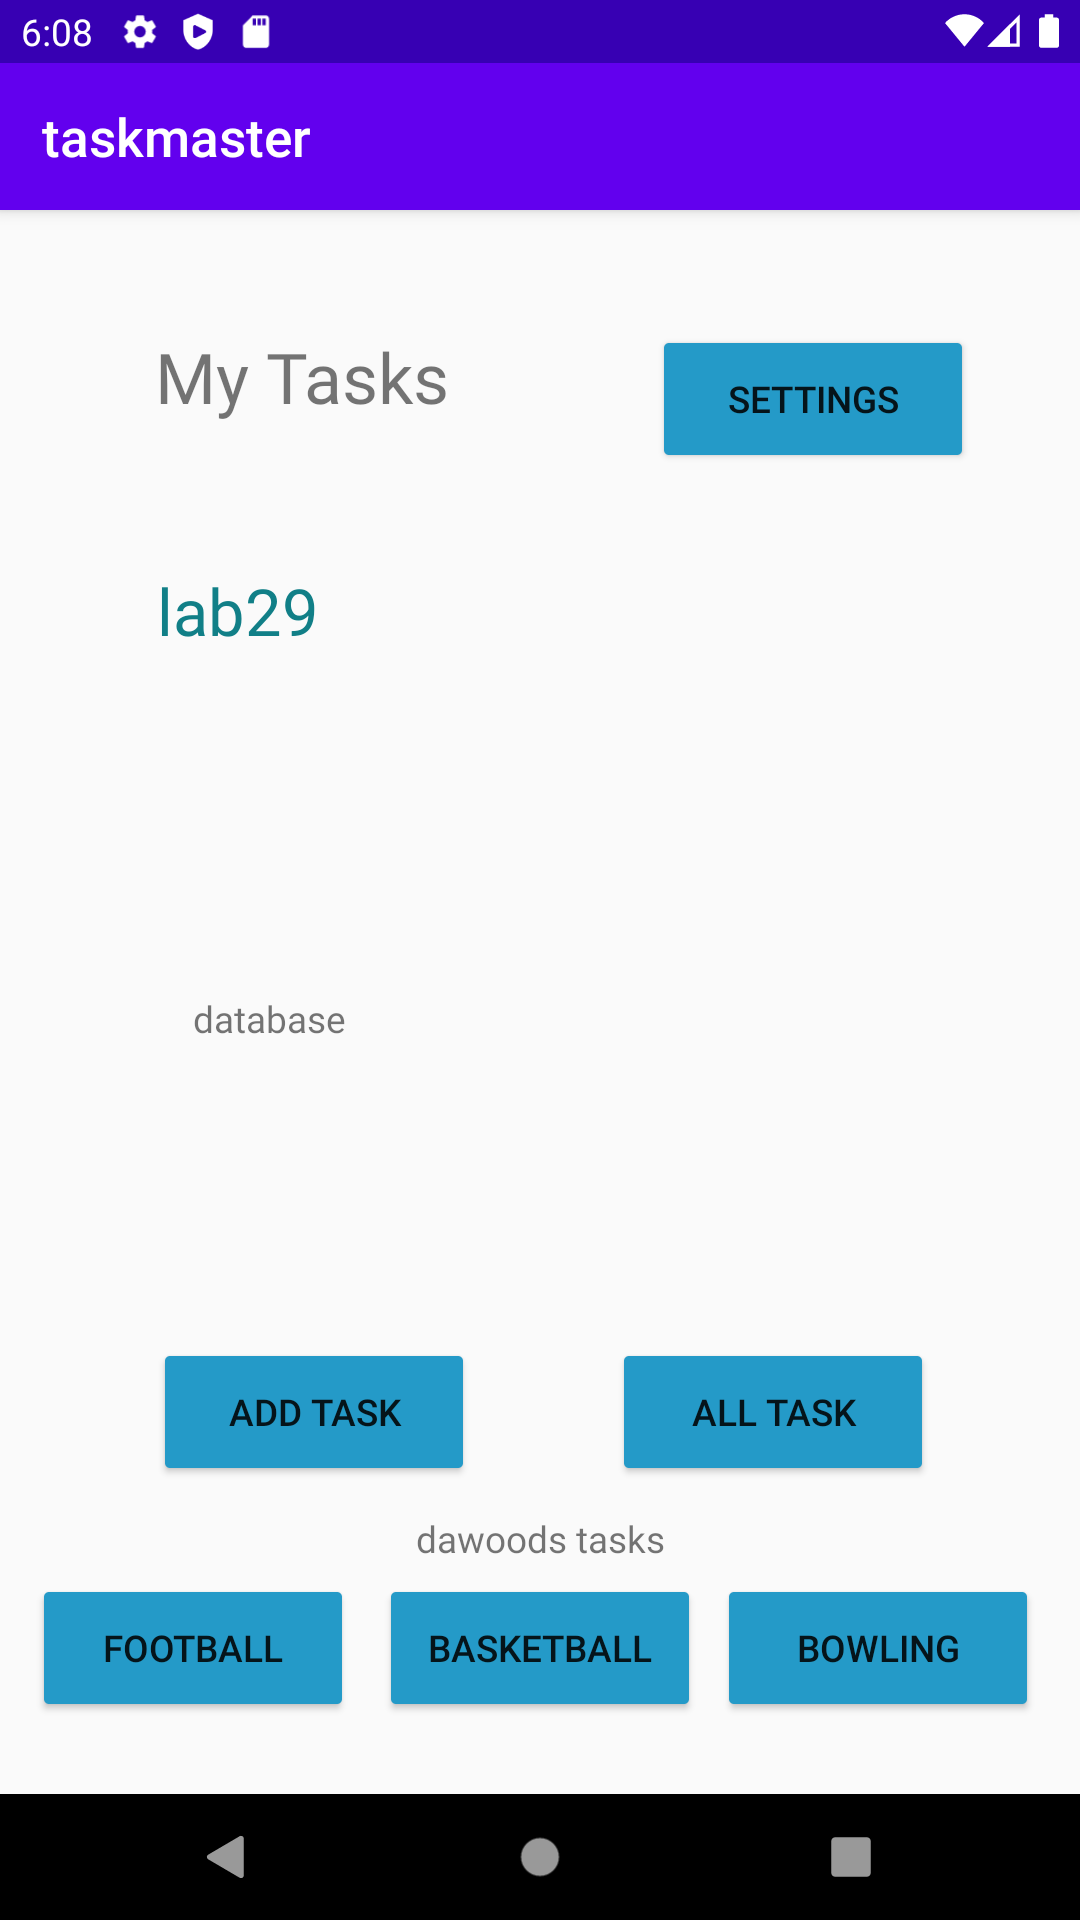 6:08
taskmaster
My Tasks
SETTINGS
lab29
database
ADD TASK
ALL TASK
dawoods tasks
FOOTBALL
BASKETBALL
BOWLING